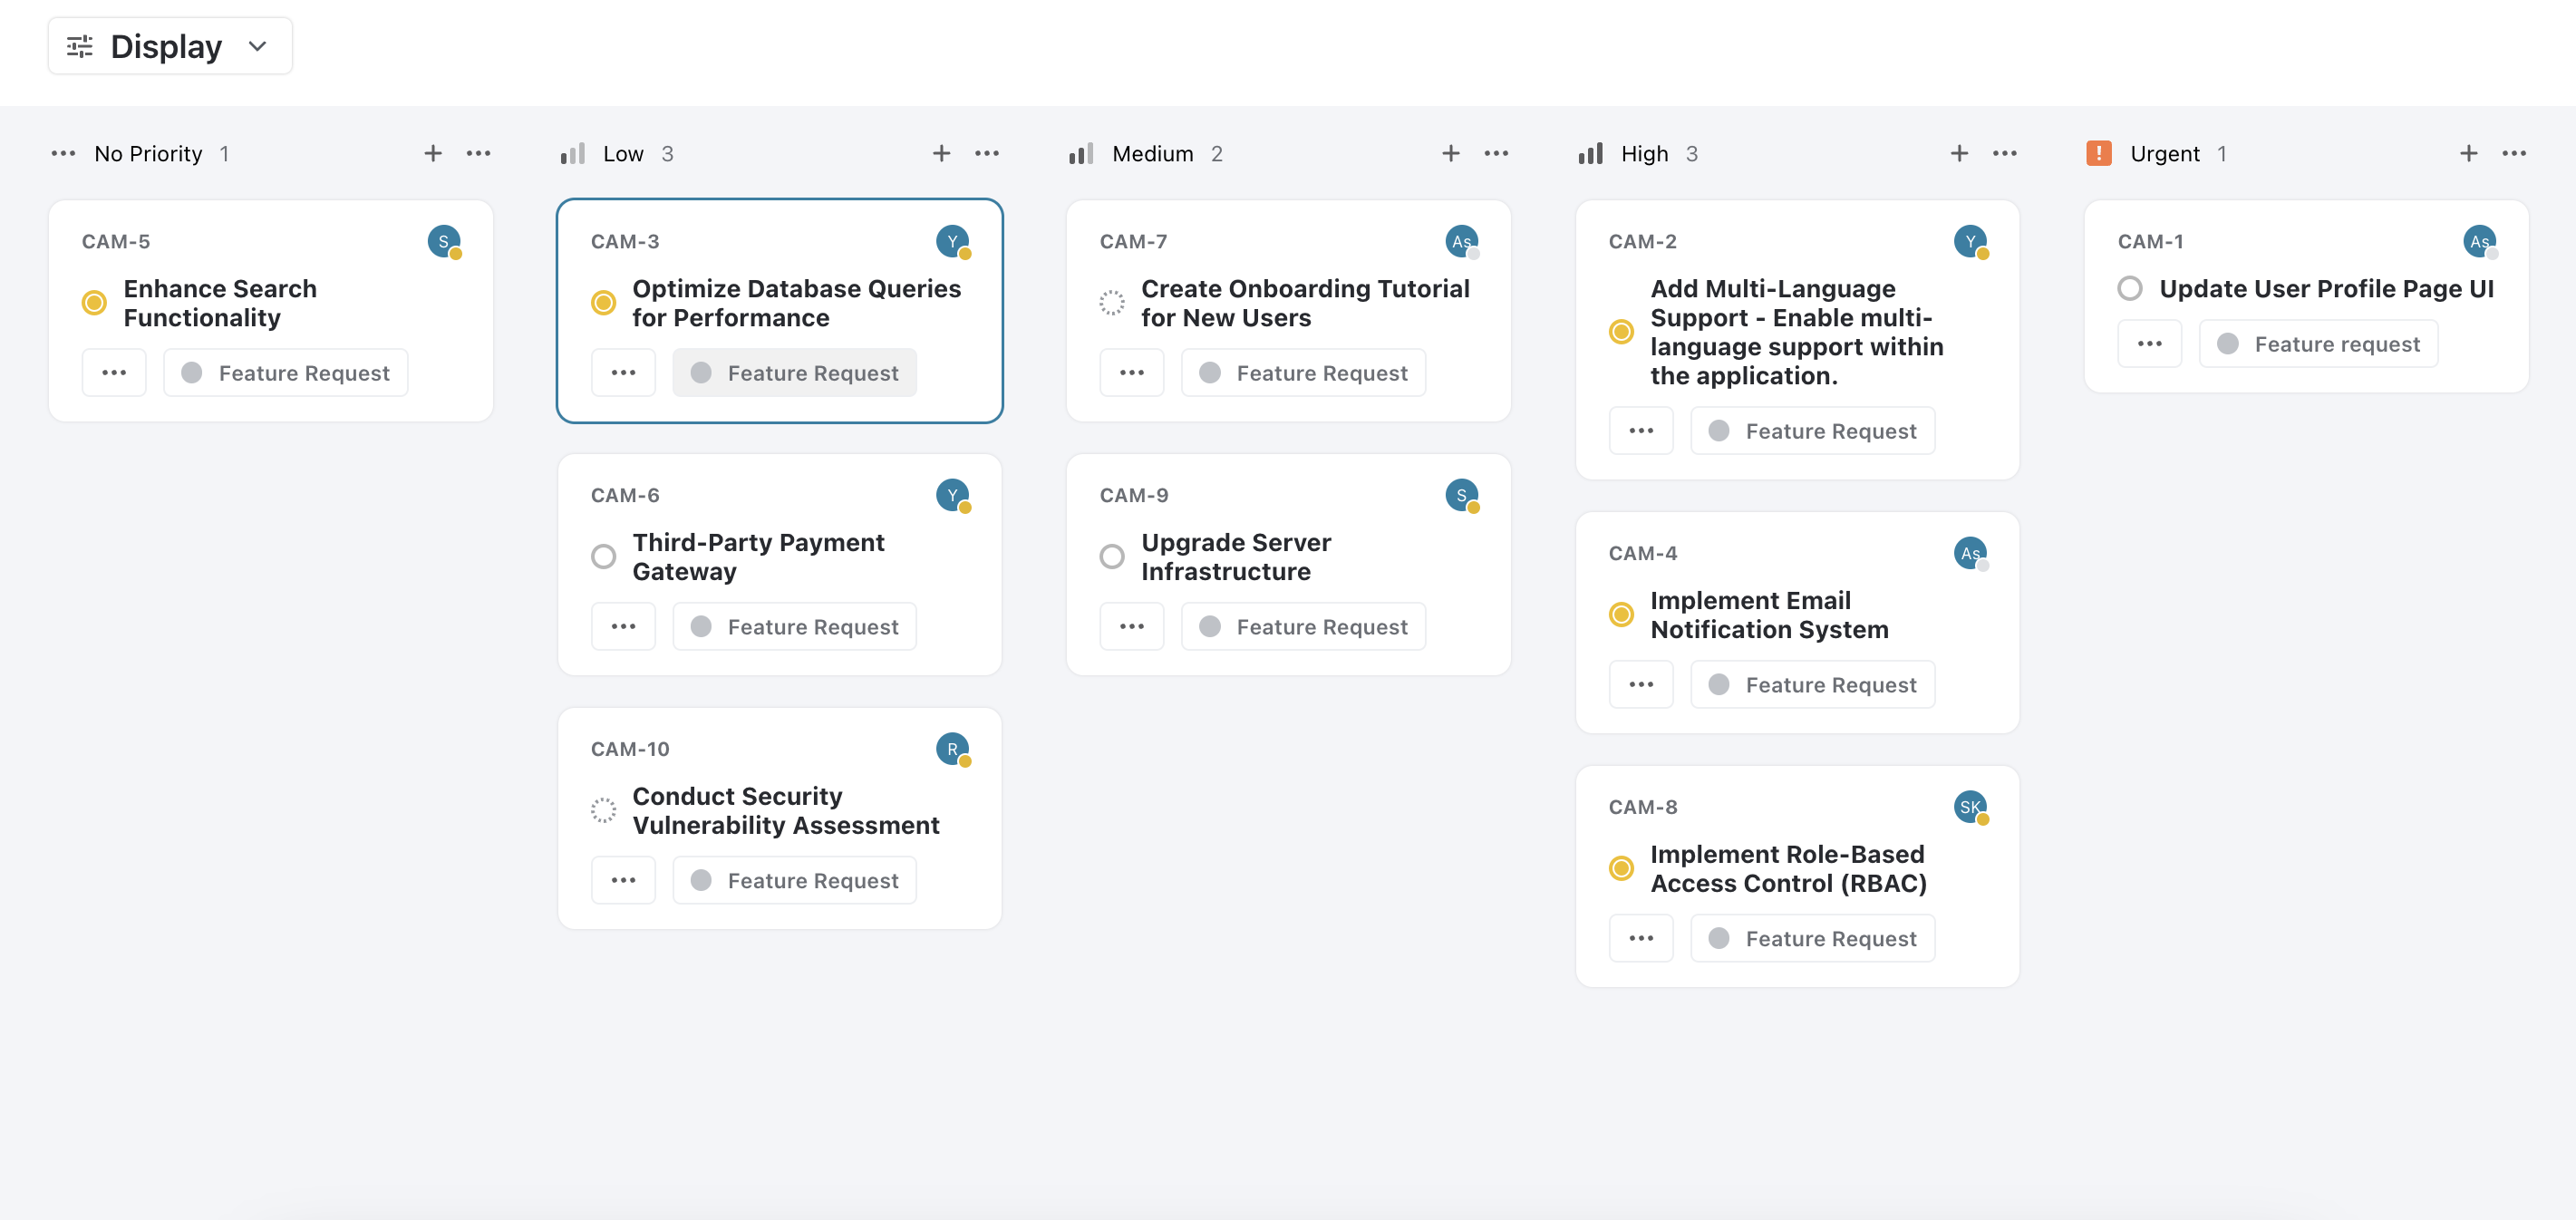 Display
No Priority 1
CAM-5
S
Enhance Search
Functionality
Feature Request
Low 3
CAM-3
Y
Optimize Database Queries
for Performance
Feature Request
CAM-6
Y
Third-Party Payment
Gateway
Feature Request
CAM-10
R
Conduct Security
Vulnerability Assessment
Feature Request
Medium 2
CAM-7
As
Create Onboarding Tutorial
for New Users
Feature Request
CAM-9
S
Upgrade Server
Infrastructure
Feature Request
High 3
CAM-2
Y
Add Multi-Language
Support - Enable multi-
language support within
the application.
Feature Request
CAM-4
As
Implement Email
Notification System
Feature Request
CAM-8
SK
Implement Role-Based
Access Control (RBAC)
Feature Request
! Urgent 1
CAM-1
As
Update User Profile Page UI
Feature request